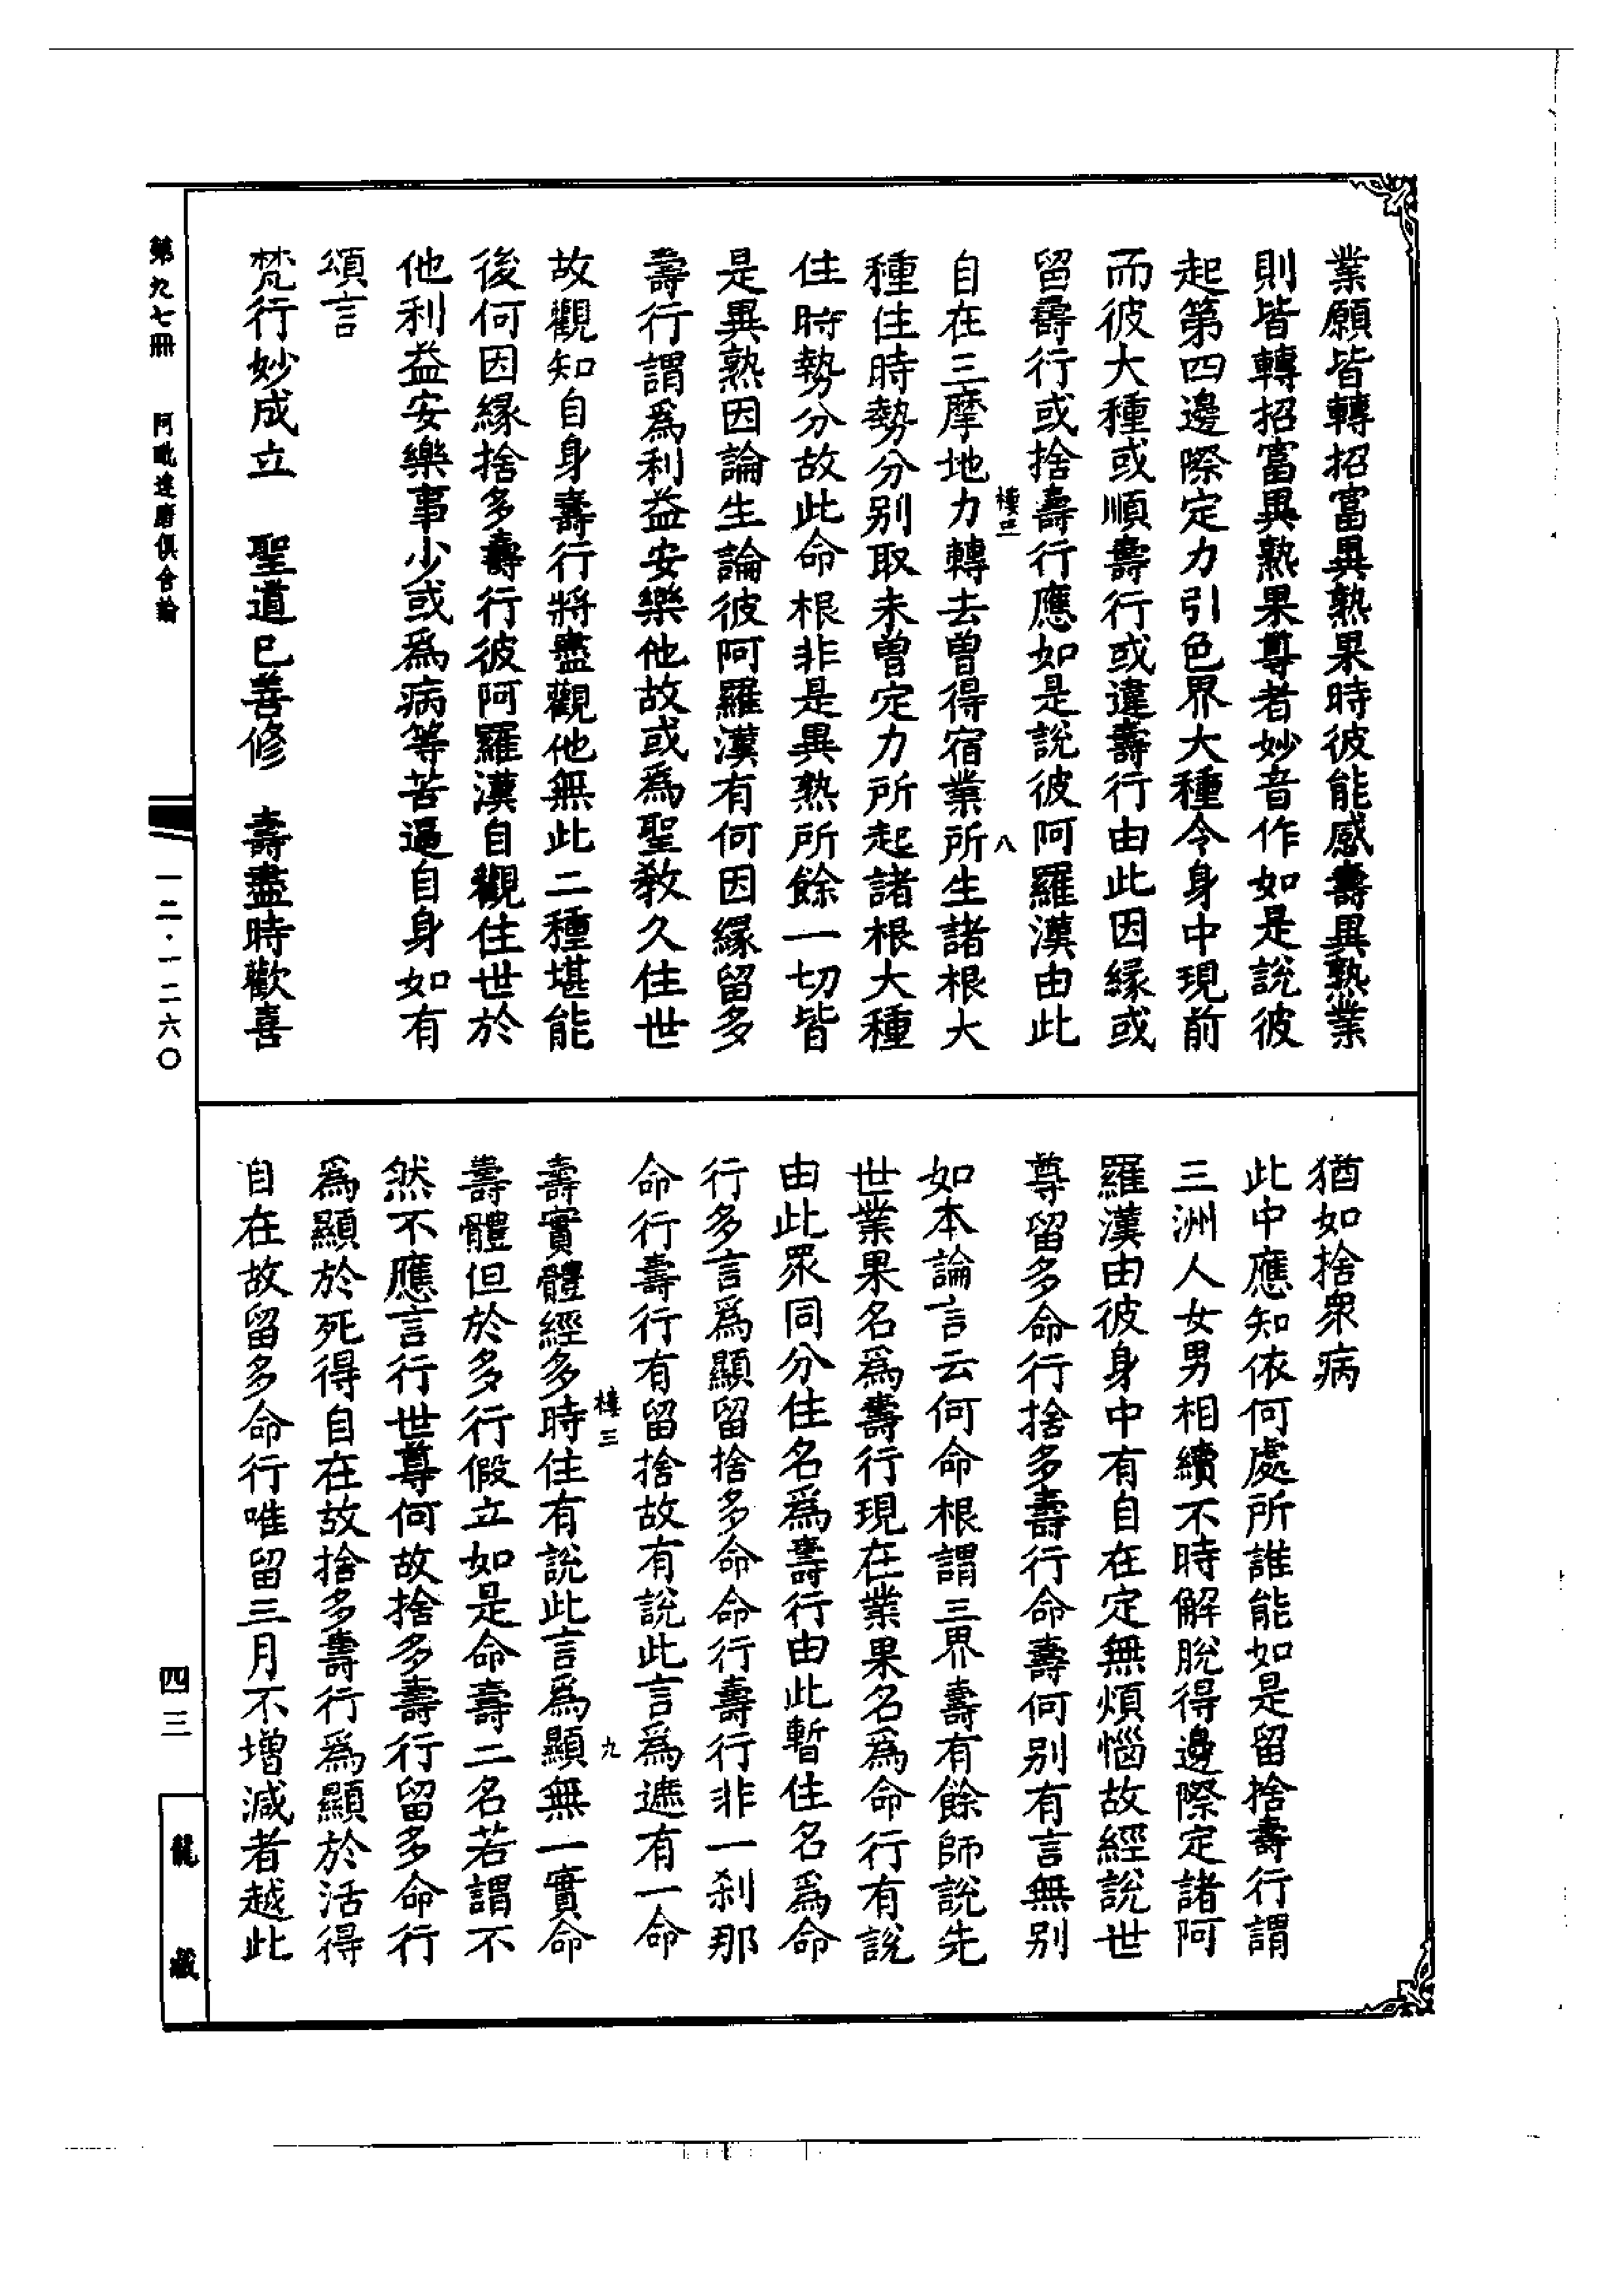 業願皆轉招富異熟果時彼能感壽異熟業
則皆轉招富異熟果尊者妙音作如是說彼
起第四邊際定力引色界大種令身中現前
而彼大種或順壽行或違壽行由此因緣或
留壽行或捨壽行應如是說彼阿羅漢由此
樓三 八
自在三摩地力轉去曾得宿業所生諸根大
種住時勢分別取未曾定力所起諸根大種
住時勢分故此命根非是異熟所餘一切皆
是異熟因論生論彼阿羅漢有何因緣留多
壽行謂爲利益安樂他故或爲聖教久住世
故觀知自身壽行將盡觀他無此二種堪能
後何因緣捨多壽行彼阿羅漢自觀住世於
他利益安樂事少或爲病等苦逼自身如有
頌言
梵行妙成立 聖道已善修 壽盡時歡喜
猶如捨衆病
此中應知依何處所誰能如是留捨壽行謂
三洲人女男相續不時解脫得邊際定諸阿
羅漢由彼身中有自在定無煩惱故經說世
尊留多命行捨多壽行命壽何別有言無別
如本論言云何命根謂三界壽有餘師說先
世業果名爲壽行現在業果名爲命行有說
由此眾同分住名爲壽行由此暫住名爲命
行多言爲顯留捨多命命行壽行非一刹那
命行壽行有留捨故有說此言爲遮有一命
樓三 九
壽實體經多時住有說此言爲顯無一實命
壽體但於多行假立如是命壽二名若謂不
然不應言行世尊何故捨多壽行留多命行
爲顯於死得自在故捨多壽行爲顯於活得
自在故留多命行唯留三月不增減者越此
第九七冊 阿毗達磨俱舍論
一二·一二六〇
四三
龍藏